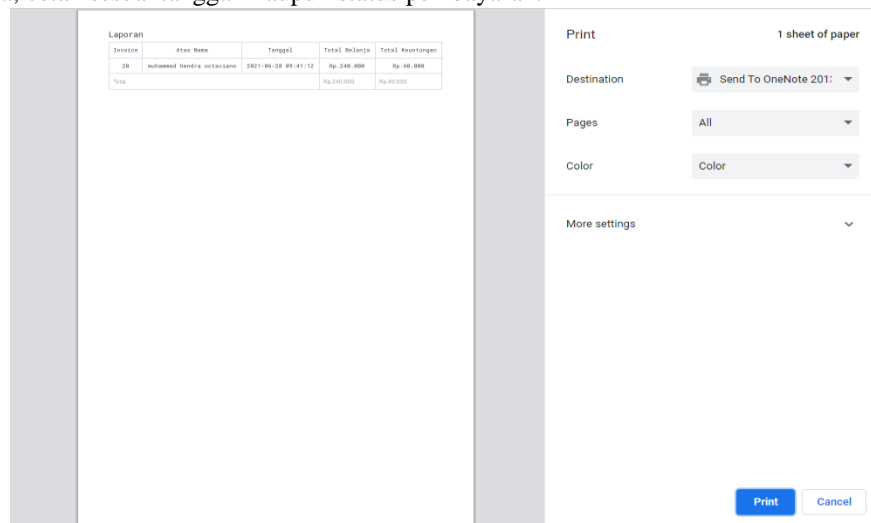 Laporan
Invoice Atas Nama Tanggal Total Belanja Total Keuntungan
20 muhammad hendra octaviano 2021-06-28 09:41:12 Rp.240.000 Rp.40.000
Total Rp.240.000 Rp.40.000
Print 1 sheet of paper
Destination Send To OneNote 201
Pages All
Color Color
More settings
Print Cancel